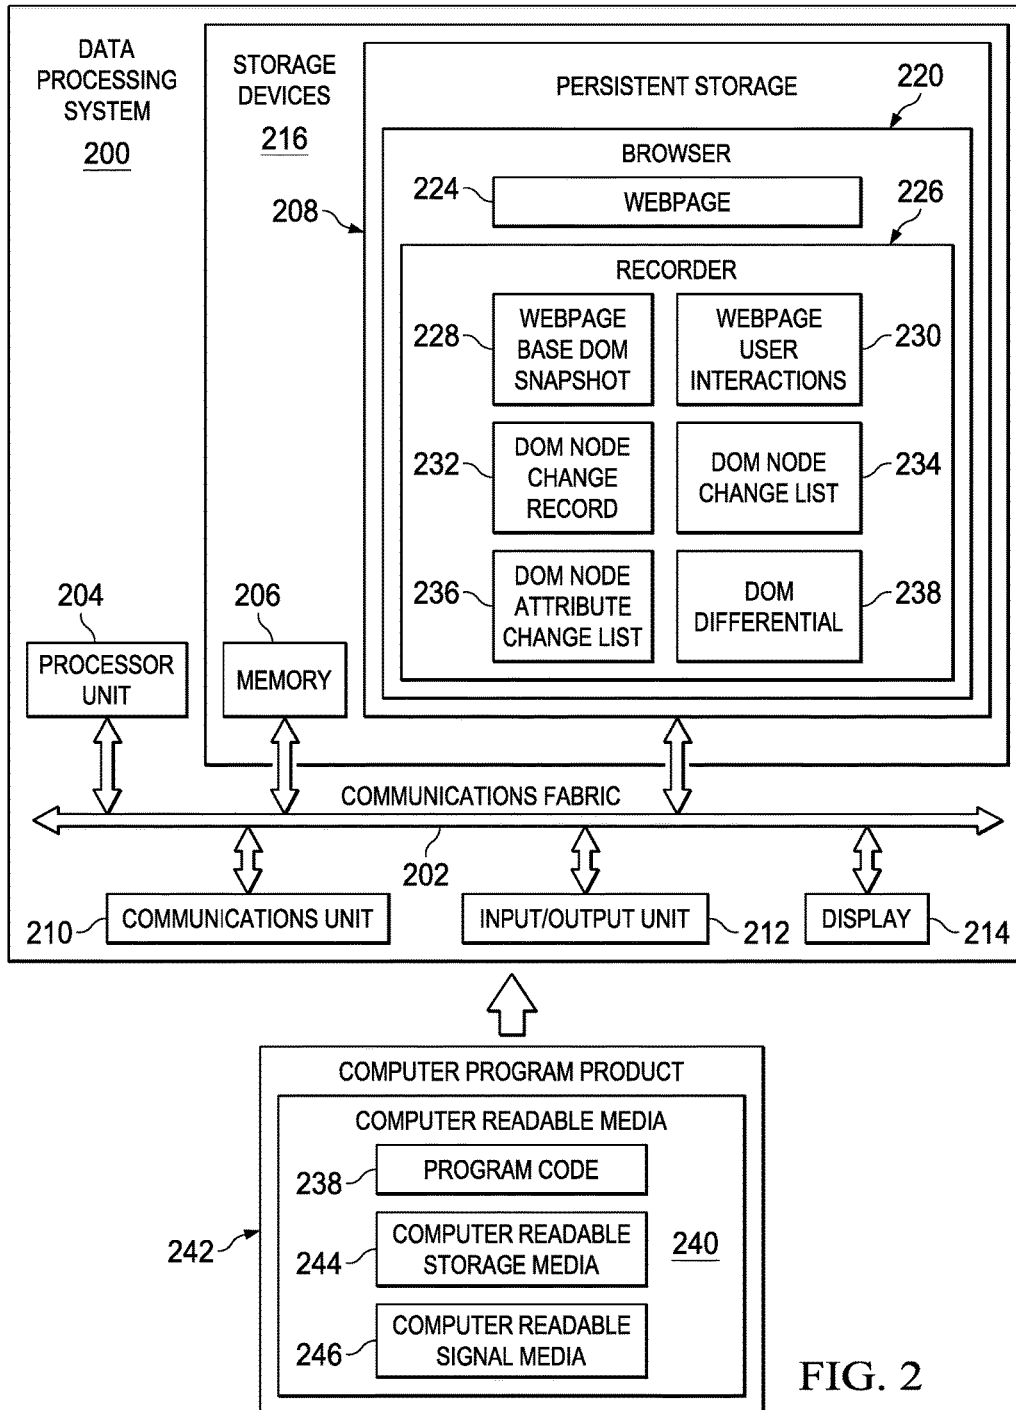 DATA
PROCESSING
SYSTEM
200
STORAGE
DEVICES
216
PERSISTENT STORAGE
220
BROWSER
224
WEBPAGE
208
226
RECORDER
228
WEBPAGE
BASE DOM
SNAPSHOT
WEBPAGE
USER
INTERACTIONS
230
232
DOM NODE
CHANGE
RECORD
DOM NODE
CHANGE LIST
234
236
DOM NODE
ATTRIBUTE
CHANGE LIST
DOM
DIFFERENTIAL
238
204
PROCESSOR
UNIT
206
MEMORY
COMMUNICATIONS FABRIC
202
210
COMMUNICATIONS UNIT
INPUT/OUTPUT UNIT
212
DISPLAY
214
COMPUTER PROGRAM PRODUCT
COMPUTER READABLE MEDIA
238
PROGRAM CODE
242
244
COMPUTER READABLE
STORAGE MEDIA
240
246
COMPUTER READABLE
SIGNAL MEDIA
FIG. 2